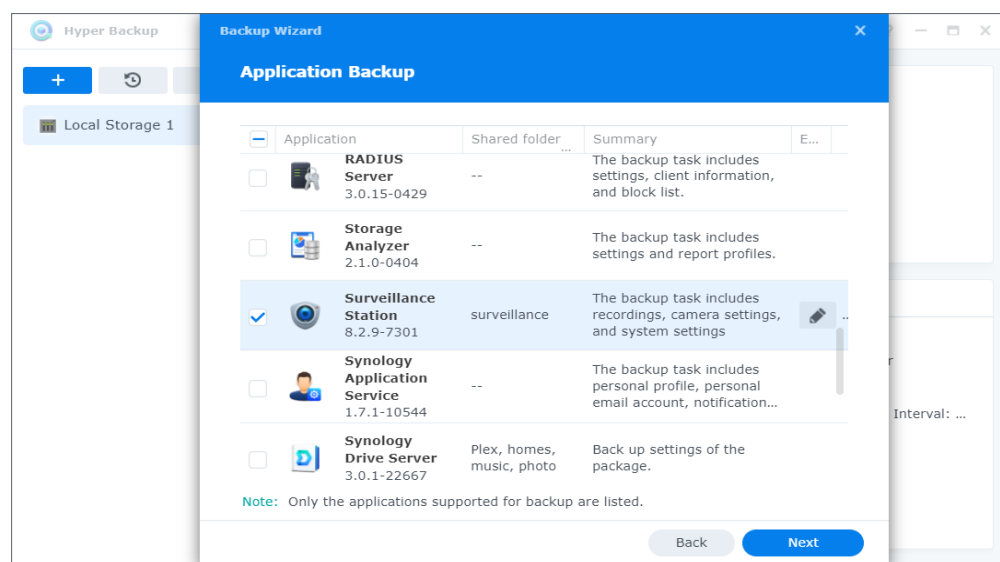 Hyper Backup
Backup Wizard
Application Backup
Local Storage 1
Application Shared folder... Summary E...
RADIUS
Server
3.0.15-0429
--
The backup task includes
settings, client information,
and block list.
Storage
Analyzer
2.1.0-0404
--
The backup task includes
settings and report profiles.
Surveillance
Station
8.2.9-7301
surveillance
The backup task includes
recordings, camera settings,
and system settings
..
Synology
Application
Service
1.7.1-10544
--
The backup task includes
personal profile, personal
email account, notification...
Synology
Drive Server
3.0.1-22667
Plex, homes,
music, photo
Back up settings of the
package.
Interval: ...
Note: Only the applications supported for backup are listed.
Back
Next